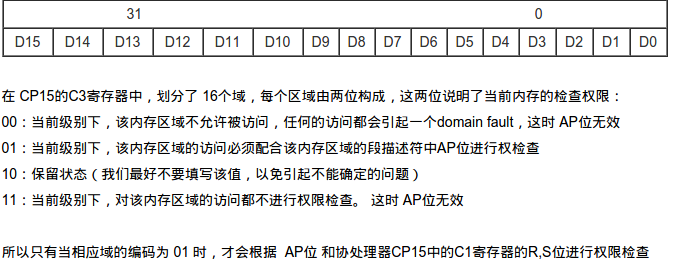 31 0
D15 D14 D13 D12 D11 D10 D9 D8 D7 D6 D5 D4 D3 D2 D1 D0
在 CP15的C3寄存器中，划分了 16个域，每个区域由两位构成，这两位说明了当前内存的检查权限：
00：当前级别下，该内存区域不允许被访问，任何的访问都会引起一个domain fault，这时 AP位无效
01：当前级别下，该内存区域的访问必须配合该内存区域的段描述符中AP位进行权检查
10：保留状态（我们最好不要填写该值，以免引起不能确定的问题）
11：当前级别下，对该内存区域的访问都不进行权限检查。 这时 AP位无效
所以只有当相应域的编码为 01 时，才会根据 AP位 和协处理器CP15中的C1寄存器的R,S位进行权限检查